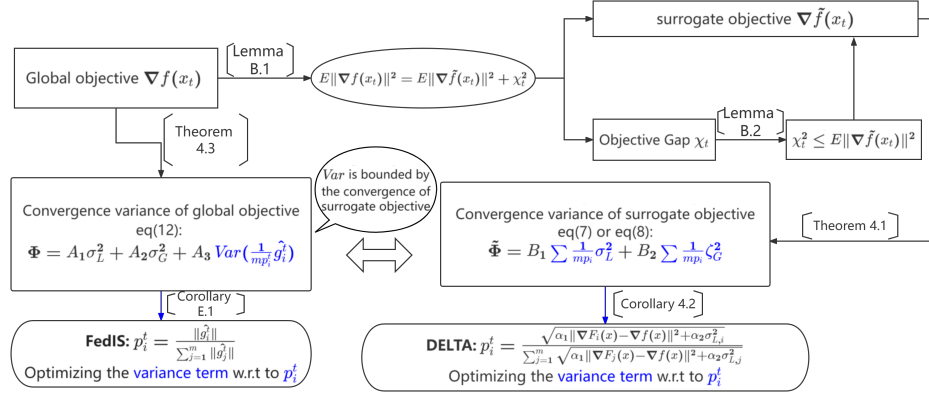 surrogate objective ∇f̃(x_t)
Lemma
B.1
Global objective ∇f(x_t)
E‖∇f(x_t)‖² = E‖∇f̃(x_t)‖² + χ_t²
Lemma
B.2
Objective Gap χ_t
χ_t² ≤ E‖∇f̃(x_t)‖²
Theorem
4.3
Var is bounded by
the convergence of
surrogate objective
Convergence variance of global objective
eq(12):
Φ = A₁σ_L² + A₂σ_G² + A₃ Var(1/(mp_i^t) ĝ_i^t)
Convergence variance of surrogate objective
eq(7) or eq(8):
Φ̃ = B₁ ∑ 1/(mp_i) σ_L² + B₂ ∑ 1/(mp_i) ζ_G²
Theorem 4.1
Corollary
E.1
Corollary 4.2
FedIS: p_i^t = ‖ĝ_i^t‖ / ∑_{j=1}^m ‖ĝ_j^t‖
Optimizing the variance term w.r.t to p_i^t
DELTA: p_i^t = √(α₁‖∇F_i(x)−∇f(x)‖²+α₂σ_{L,i}²) / ∑_{j=1}^m √(α₁‖∇F_j(x)−∇f(x)‖²+α₂σ_{L,j}²)
Optimizing the variance term w.r.t to p_i^t